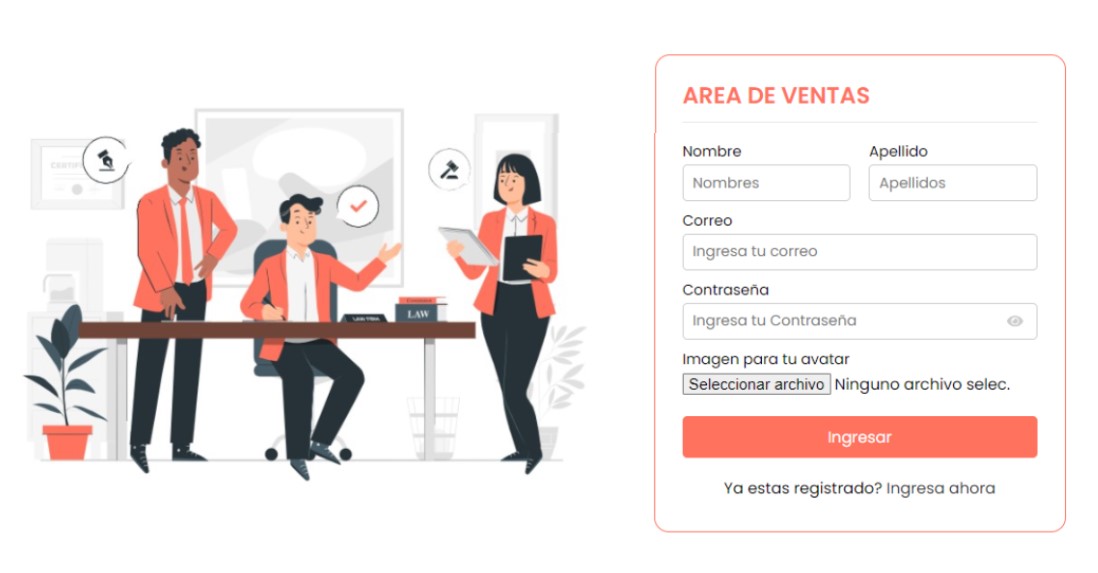 AREA DE VENTAS
Nombre
Apellido
Nombres
Apellidos
Correo
Ingresa tu correo
Contraseña
Ingresa tu Contraseña
Imagen para tu avatar
Seleccionar archivo Ninguno archivo selec.
Ingresar
Ya estas registrado? Ingresa ahora
LAW